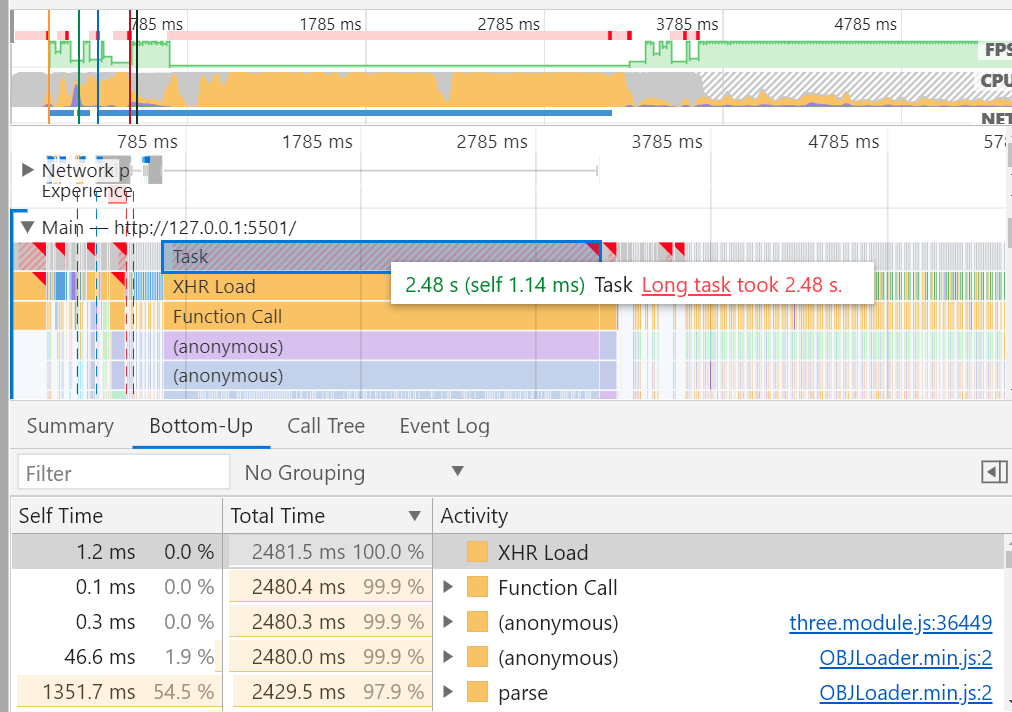 785 ms 1785 ms 2785 ms 3785 ms 4785 ms
FPS
CPU
NET
785 ms 1785 ms 2785 ms 3785 ms 4785 ms 578
Network p
Experience
Main — http://127.0.0.1:5501/
Task
2.48 s (self 1.14 ms) Task Long task took 2.48 s.
XHR Load
Function Call
(anonymous)
(anonymous)
Summary Bottom-Up Call Tree Event Log
Filter No Grouping
Self Time Total Time Activity
1.2 ms 0.0 % 2481.5 ms 100.0 % XHR Load
0.1 ms 0.0 % 2480.4 ms 99.9 % Function Call
0.3 ms 0.0 % 2480.3 ms 99.9 % (anonymous) three.module.js:36449
46.6 ms 1.9 % 2480.0 ms 99.9 % (anonymous) OBJLoader.min.js:2
1351.7 ms 54.5 % 2429.5 ms 97.9 % parse OBJLoader.min.js:2